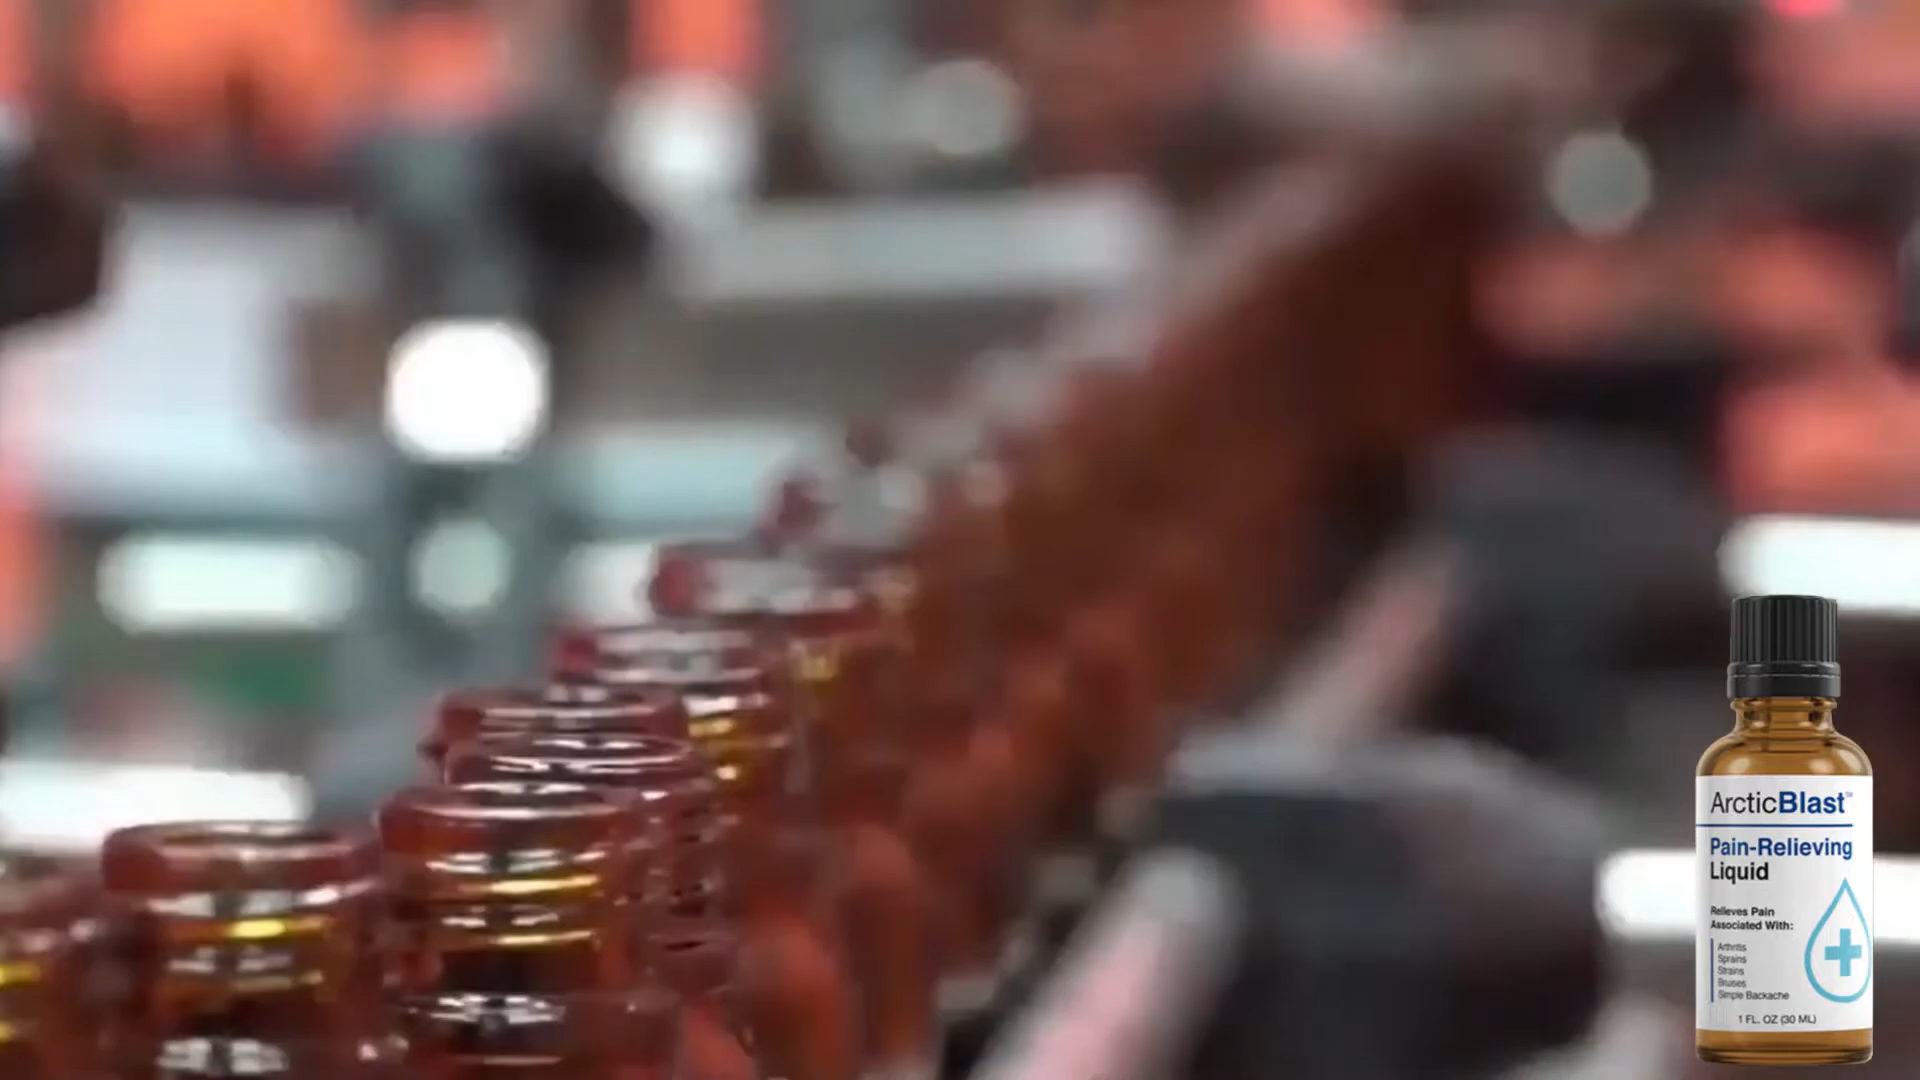 ArcticBlast™
Pain-Relieving
Liquid
Relieves Pain
Associated With:
Arthritis
Sprains
Strains
Bruises
Simple Backache
1 FL. OZ (30 ML)